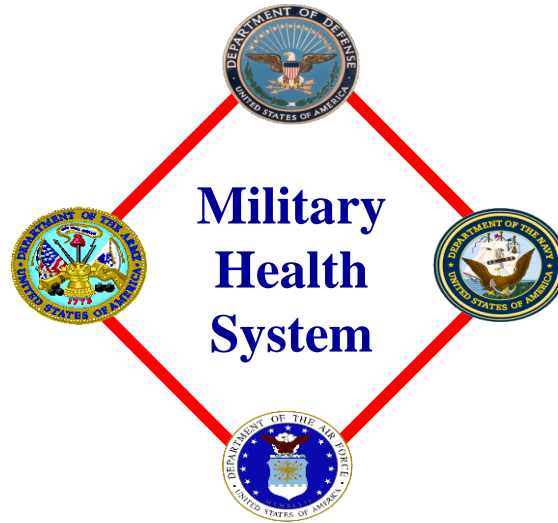 DEPARTMENT OF DEFENSE
UNITED STATES OF AMERICA
Military
Health
System
DEPARTMENT OF THE ARMY
1775
UNITED STATES OF AMERICA
DEPARTMENT OF THE NAVY
UNITED STATES OF AMERICA
DEPARTMENT OF THE AIR FORCE
UNITED STATES OF AMERICA